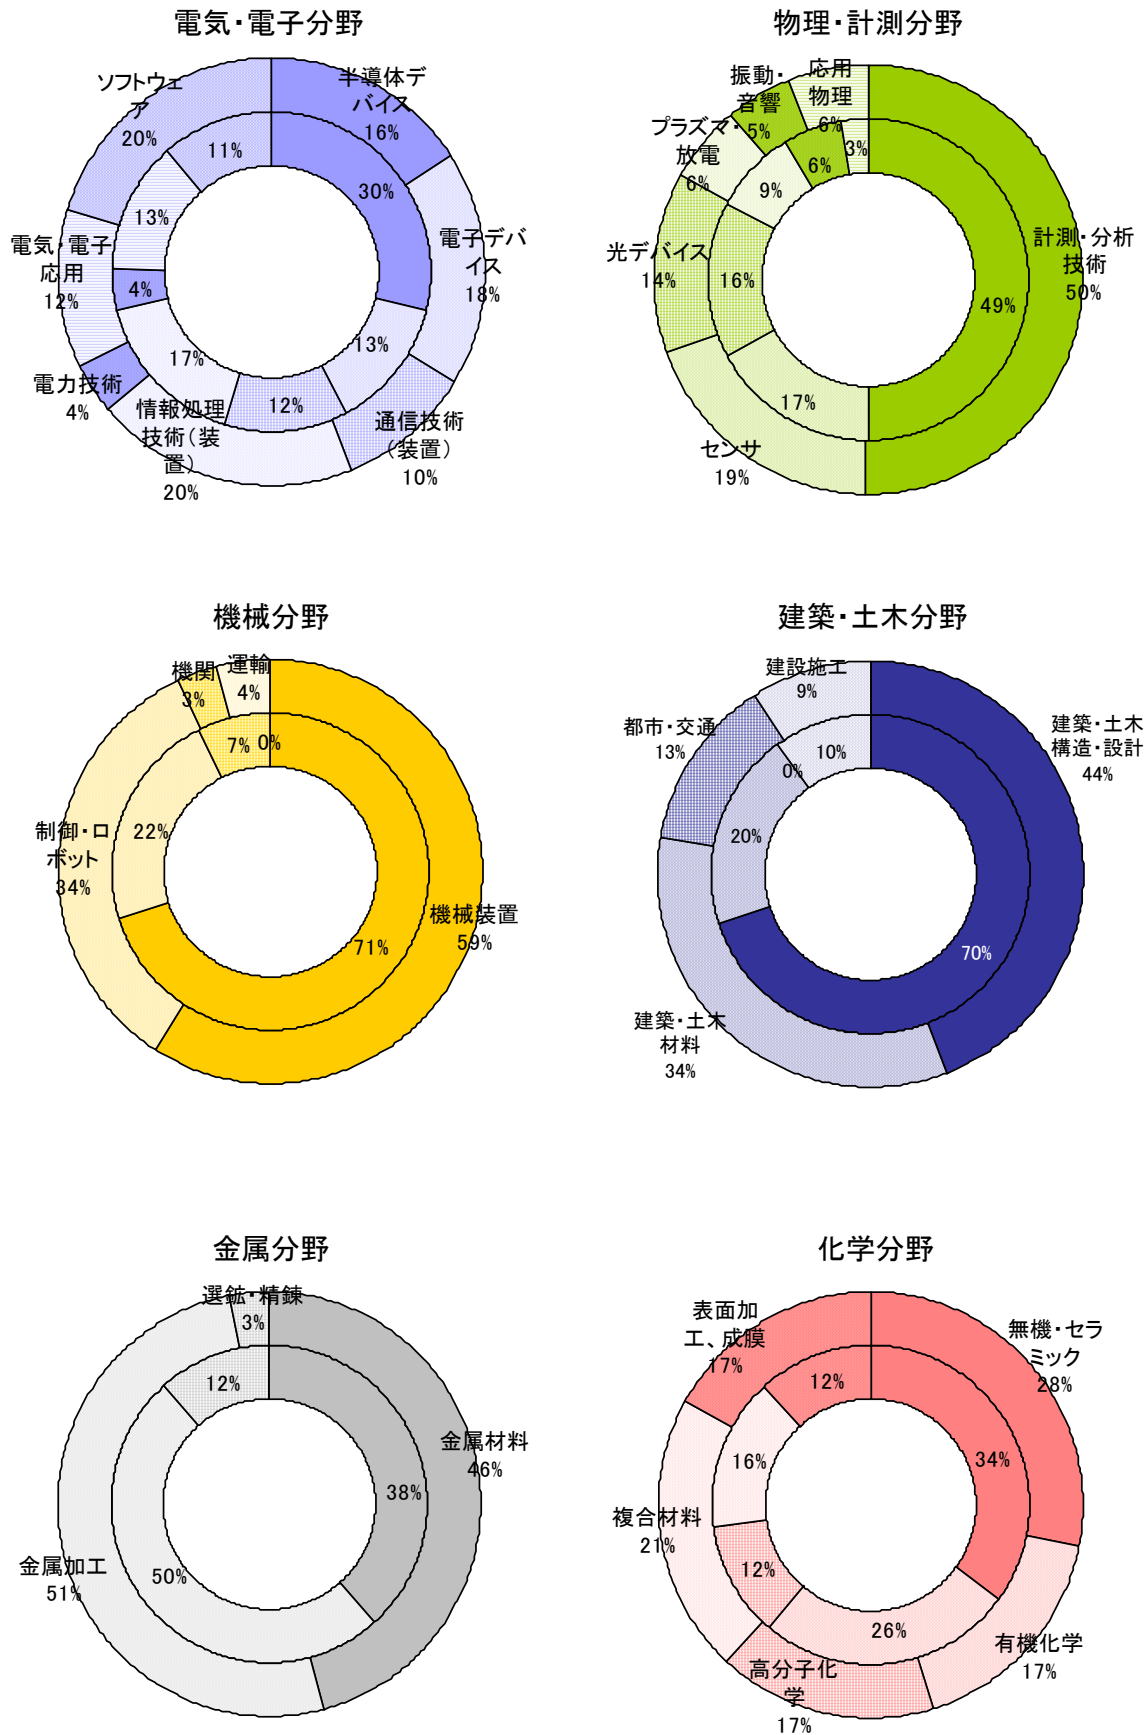 電気・電子分野
ソフトウェ
ア
20%
半導体デ
バイス
16%
11%
30%
13%
電気・電子
応用
12%
電子デバ
イス
18%
4%
13%
17%
12%
電力技術
4%
情報処理
技術(装
置)
20%
通信技術
(装置)
10%
物理・計測分野
振動・
音響
5%
応用
物理
6%
プラズマ・
放電
6%
6%
3%
9%
光デバイス
14%
16%
計測・分析
技術
50%
49%
17%
センサ
19%
機械分野
機関
3%
運輸
4%
7%
0%
22%
制御・ロ
ボット
34%
機械装置
59%
71%
建築・土木分野
建設施工
9%
都市・交通
13%
建築・土木
構造・設計
44%
10%
0%
20%
70%
建築・土木
材料
34%
金属分野
選鉱・精錬
3%
12%
金属材料
46%
38%
金属加工
51%
50%
化学分野
表面加
工、成膜
17%
無機・セラ
ミック
28%
12%
34%
16%
複合材料
21%
12%
26%
有機化学
17%
高分子化
学
17%